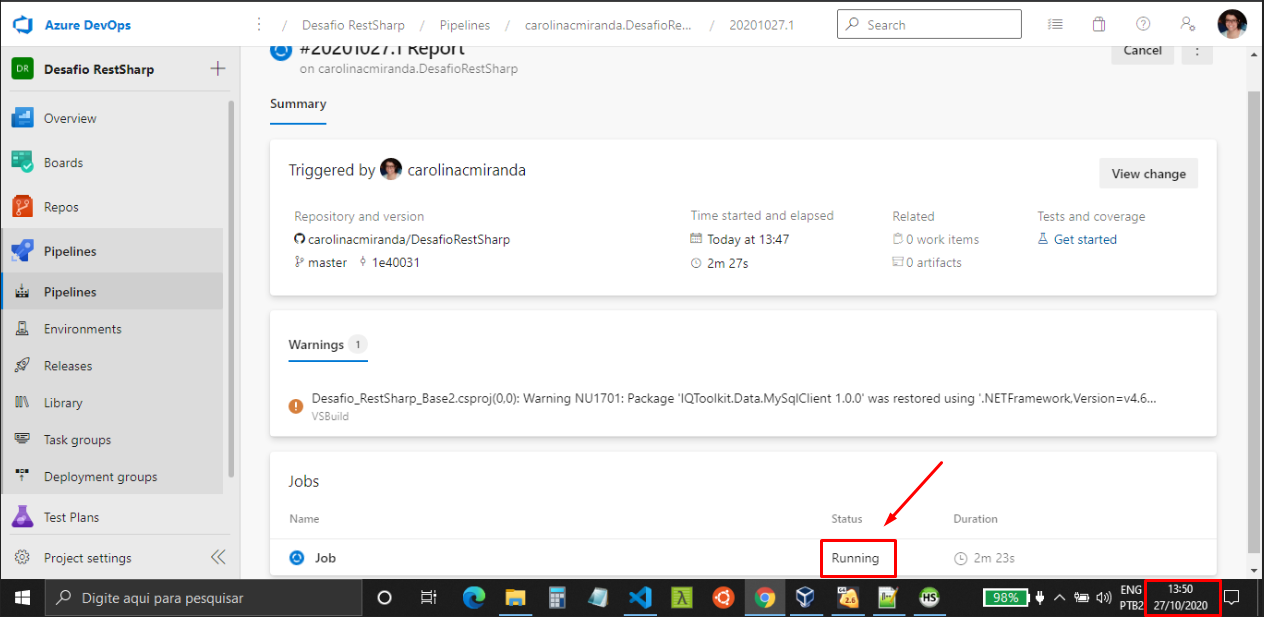 Azure DevOps
/ Desafio RestSharp / Pipelines / carolinacmiranda.DesafioRe... / 20201027.1
Search
DR Desafio RestSharp
Overview
Boards
Repos
Pipelines
Pipelines
Environments
Releases
Library
Task groups
Deployment groups
Test Plans
Project settings
#20201027.1 Report
on carolinacmiranda.DesafioRestSharp
Cancel
Summary
Triggered by carolinacmiranda
View change
Repository and version
carolinacmiranda/DesafioRestSharp
master 1e40031
Time started and elapsed
Today at 13:47
2m 27s
Related
0 work items
0 artifacts
Tests and coverage
Get started
Warnings 1
Desafio_RestSharp_Base2.csproj(0,0): Warning NU1701: Package 'IQToolkit.Data.MySqlClient 1.0.0' was restored using '.NETFramework,Version=v4.6...
VSBuild
Jobs
Name Status Duration
Job Running 2m 23s
Digite aqui para pesquisar
2.6
HS
98%
ENG
PTB2
13:50
27/10/2020